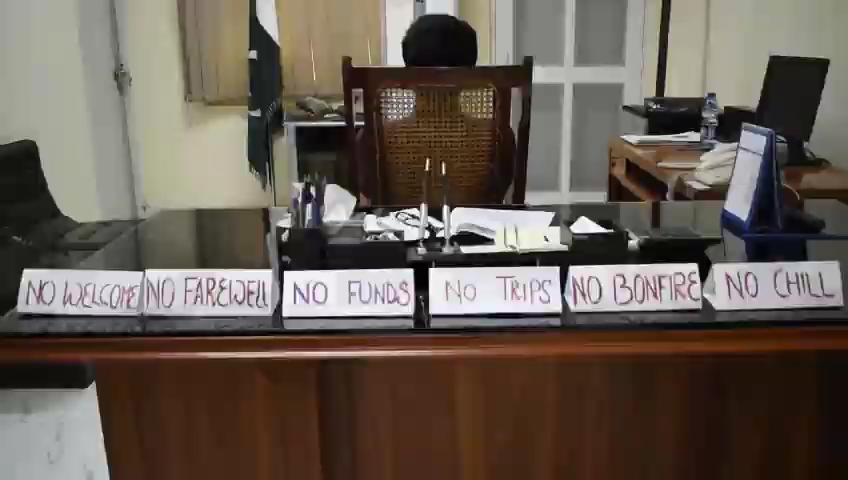 NO WELCOME
NO FAREWELL
NO FUNDS
NO TRIPS
NO BONFIRE
NO CHILL